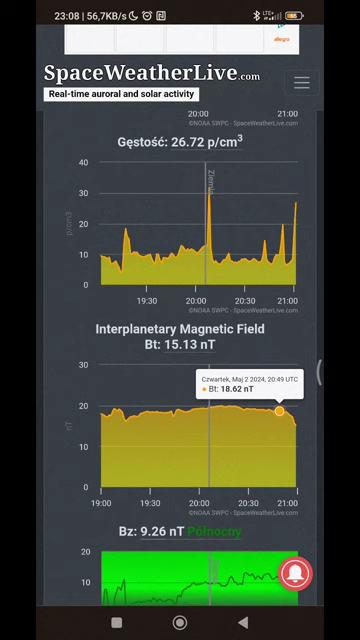 23:08 | 56,7KB/s
LTE+
allegro
SpaceWeatherLive.com
Real-time auroral and solar activity
20:00 21:00
©NOAA SWPC - SpaceWeatherLive.com
Gęstość: 26.72 p/cm3
40
30
20
10
0
p/cm3
Ziemia
19:30 20:00 20:30 21:00
©NOAA SWPC - SpaceWeatherLive.com
Interplanetary Magnetic Field
Bt: 15.13 nT
30
Czwartek, Maj 2 2024, 20:49 UTC
Bt: 18.62 nT
20
nT
10
0
19:00 19:30 20:00 20:30 21:00
©NOAA SWPC - SpaceWeatherLive.com
Bz: 9.26 nT Północny
20
10